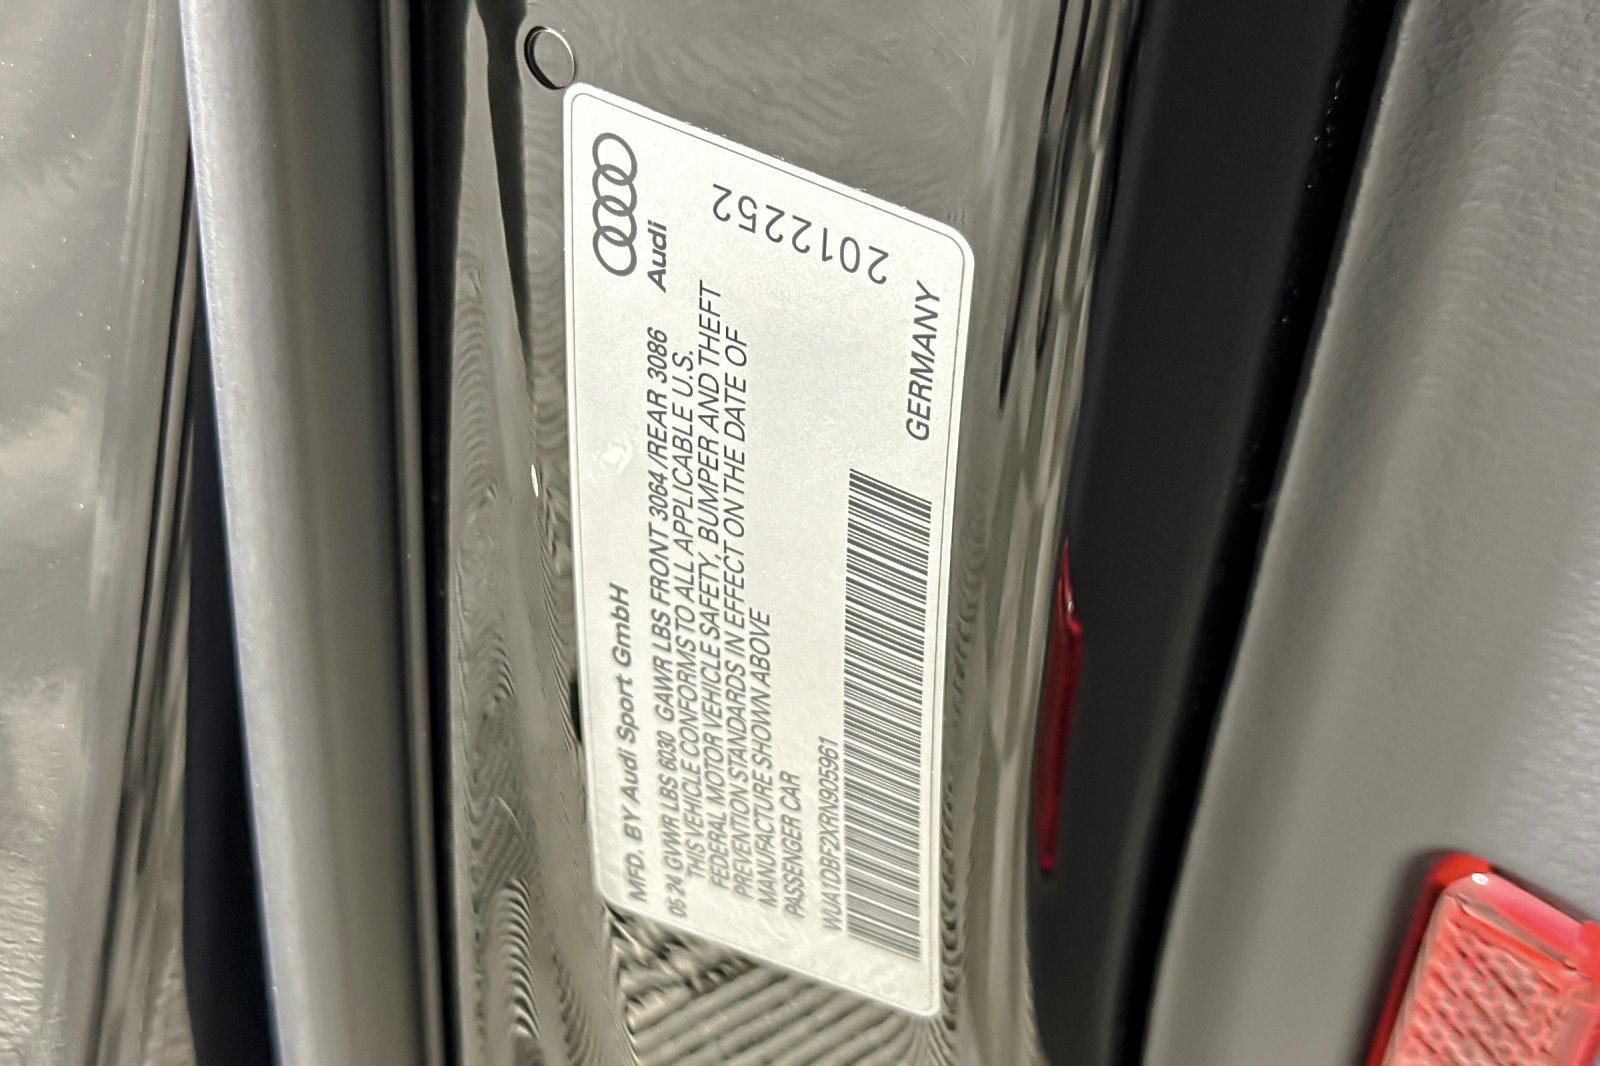 Audi
MFD. BY Audi Sport GmbH
05 24 GVWR LBS 6030 GAWR LBS FRONT 3064 /REAR 3086
THIS VEHICLE CONFORMS TO ALL APPLICABLE U.S.
FEDERAL MOTOR VEHICLE SAFETY, BUMPER AND THEFT
PREVENTION STANDARDS IN EFFECT ON THE DATE OF
MANUFACTURE SHOWN ABOVE
PASSENGER CAR
WUA1DBF2XRN905961
GERMANY
2012252